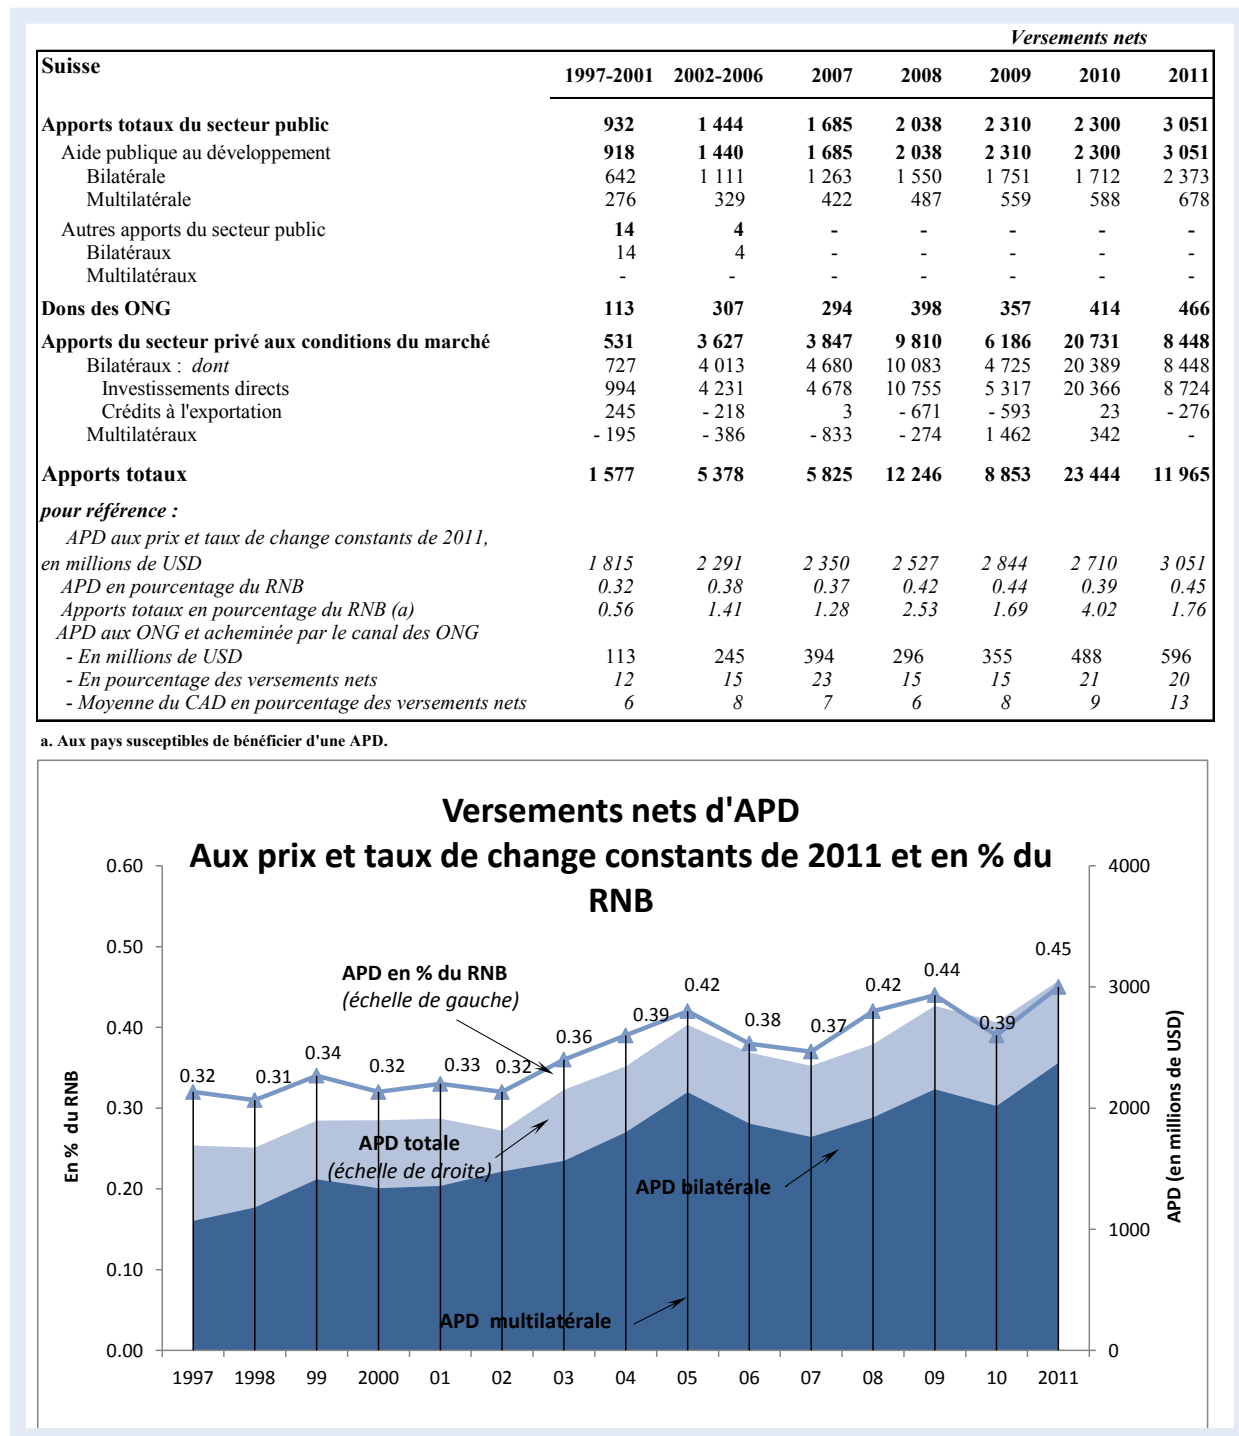 Versements nets
Suisse 1997-2001 2002-2006 2007 2008 2009 2010 2011
Apports totaux du secteur public 932 1 444 1 685 2 038 2 310 2 300 3 051
Aide publique au développement 918 1 440 1 685 2 038 2 310 2 300 3 051
Bilatérale 642 1 111 1 263 1 550 1 751 1 712 2 373
Multilatérale 276 329 422 487 559 588 678
Autres apports du secteur public 14 4 - - - - -
Bilatéraux 14 4 - - - - -
Multilatéraux - - - - - - -
Dons des ONG 113 307 294 398 357 414 466
Apports du secteur privé aux conditions du marché 531 3 627 3 847 9 810 6 186 20 731 8 448
Bilatéraux : dont 727 4 013 4 680 10 083 4 725 20 389 8 448
Investissements directs 994 4 231 4 678 10 755 5 317 20 366 8 724
Crédits à l'exportation 245 - 218 3 - 671 - 593 23 - 276
Multilatéraux - 195 - 386 - 833 - 274 1 462 342 -
Apports totaux 1 577 5 378 5 825 12 246 8 853 23 444 11 965
pour référence :
APD aux prix et taux de change constants de 2011,
en millions de USD 1 815 2 291 2 350 2 527 2 844 2 710 3 051
APD en pourcentage du RNB 0.32 0.38 0.37 0.42 0.44 0.39 0.45
Apports totaux en pourcentage du RNB (a) 0.56 1.41 1.28 2.53 1.69 4.02 1.76
APD aux ONG et acheminée par le canal des ONG
- En millions de USD 113 245 394 296 355 488 596
- En pourcentage des versements nets 12 15 23 15 15 21 20
- Moyenne du CAD en pourcentage des versements nets 6 8 7 6 8 9 13
a. Aux pays susceptibles de bénéficier d'une APD.
Versements nets d'APD
Aux prix et taux de change constants de 2011 et en % du
RNB
0.60
0.50
0.40
0.30
0.20
0.10
0.00
En % du RNB
4000
3000
2000
1000
0
APD (en millions de USD)
APD en % du RNB
(échelle de gauche)
0.32 0.31 0.34 0.32 0.33 0.32 0.36 0.39 0.42 0.38 0.37 0.42 0.44 0.39 0.45
APD totale
(échelle de droite)
APD bilatérale
APD multilatérale
1997 1998 99 2000 01 02 03 04 05 06 07 08 09 10 2011